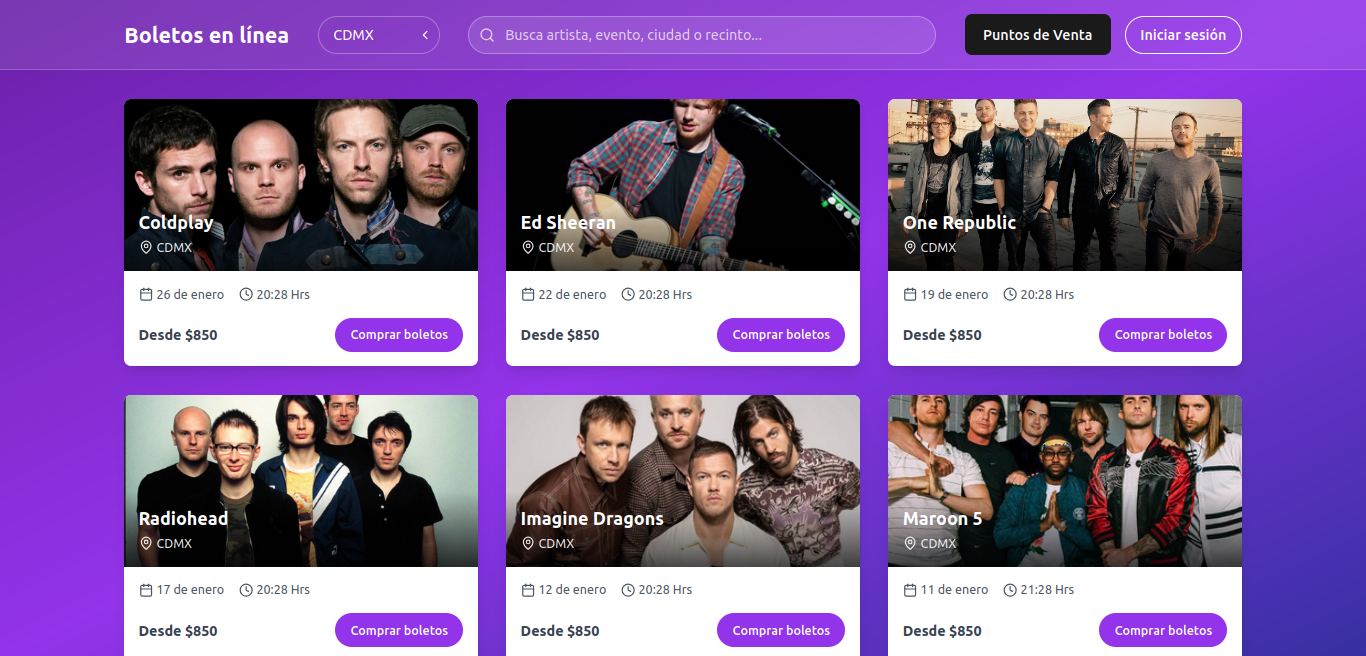 Boletos en línea
CDMX
Busca artista, evento, ciudad o recinto...
Puntos de Venta
Iniciar sesión
Coldplay
CDMX
26 de enero 20:28 Hrs
Desde $850
Comprar boletos
Ed Sheeran
CDMX
22 de enero 20:28 Hrs
Desde $850
Comprar boletos
One Republic
CDMX
19 de enero 20:28 Hrs
Desde $850
Comprar boletos
Radiohead
CDMX
17 de enero 20:28 Hrs
Desde $850
Comprar boletos
Imagine Dragons
CDMX
12 de enero 20:28 Hrs
Desde $850
Comprar boletos
Maroon 5
CDMX
11 de enero 21:28 Hrs
Desde $850
Comprar boletos